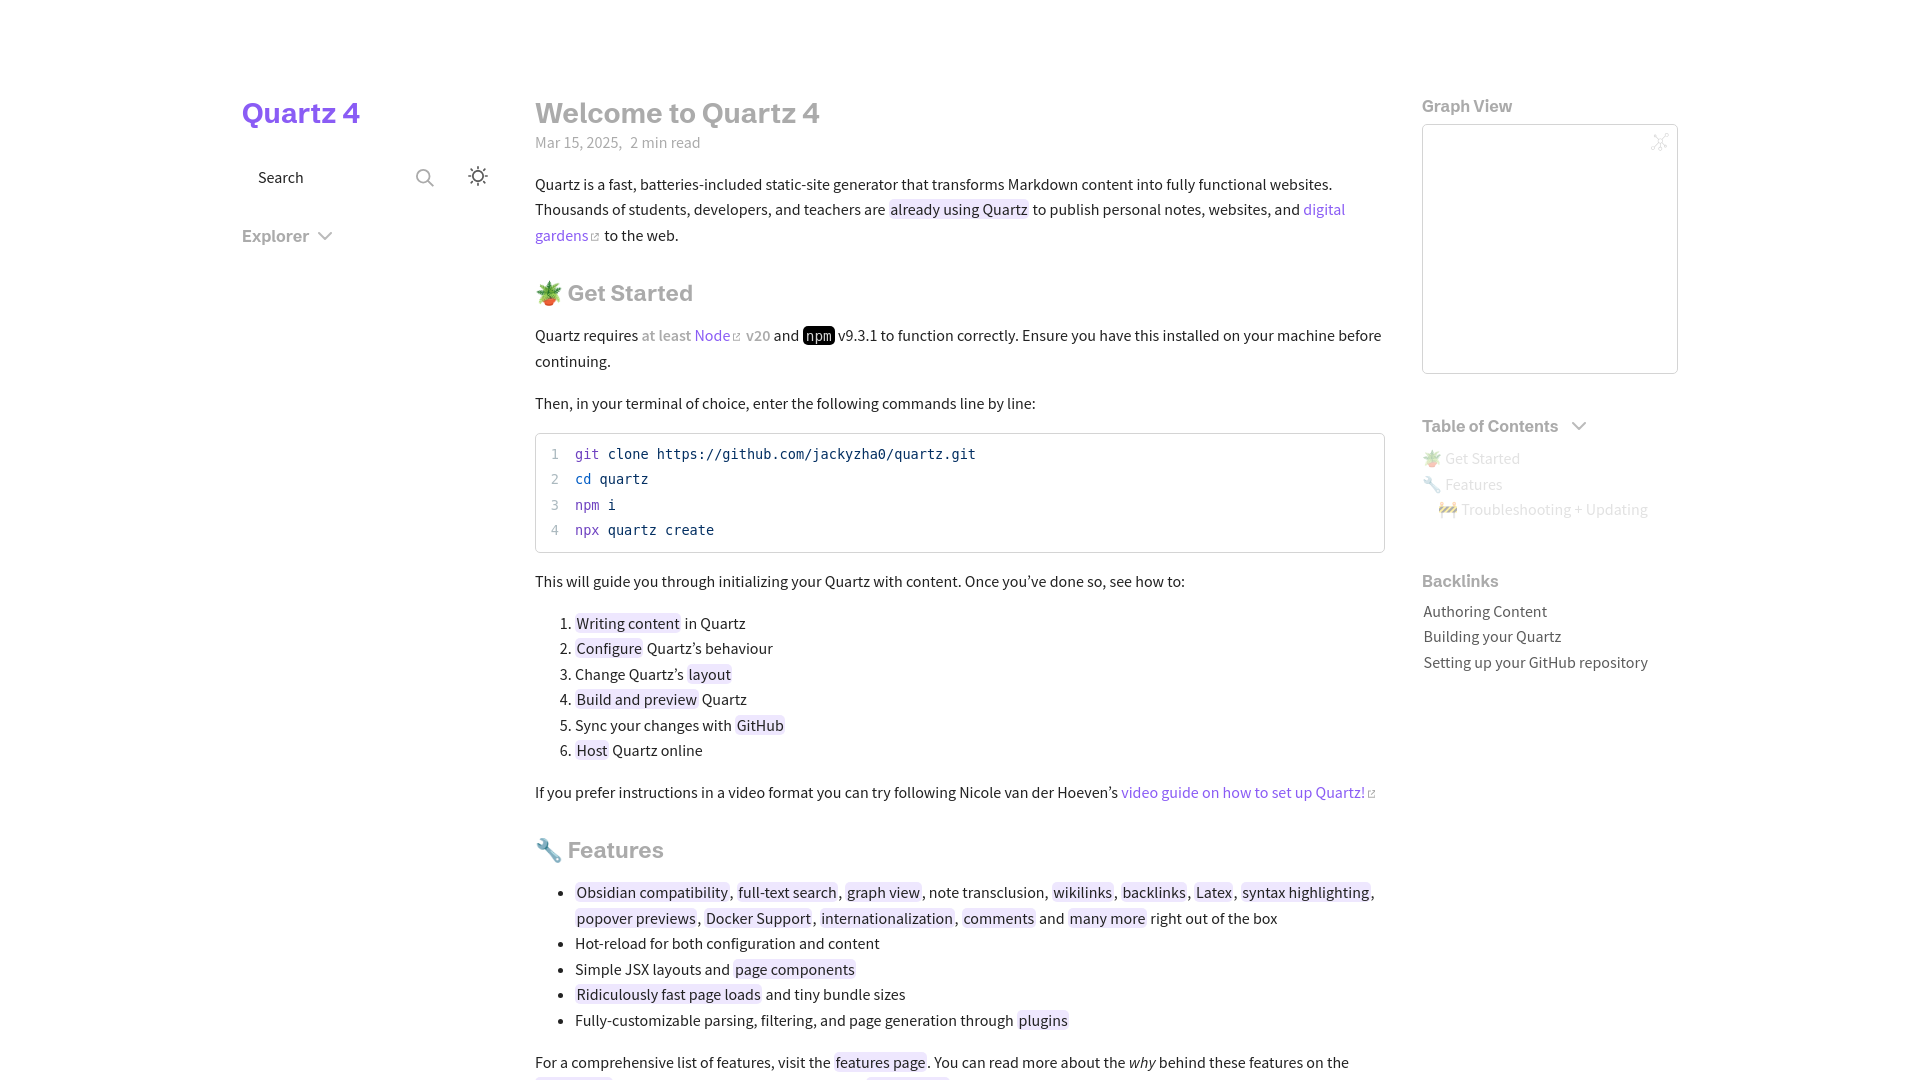 Quartz 4
Search
Explorer
Welcome to Quartz 4
Mar 15, 2025, 2 min read
Quartz is a fast, batteries-included static-site generator that transforms Markdown content into fully functional websites.
Thousands of students, developers, and teachers are already using Quartz to publish personal notes, websites, and digital
gardens to the web.
🪴 Get Started
Quartz requires at least Node v20 and npm v9.3.1 to function correctly. Ensure you have this installed on your machine before
continuing.
Then, in your terminal of choice, enter the following commands line by line:
1 git clone https://github.com/jackyzha0/quartz.git
2 cd quartz
3 npm i
4 npx quartz create
This will guide you through initializing your Quartz with content. Once you’ve done so, see how to:
1. Writing content in Quartz
2. Configure Quartz’s behaviour
3. Change Quartz’s layout
4. Build and preview Quartz
5. Sync your changes with GitHub
6. Host Quartz online
If you prefer instructions in a video format you can try following Nicole van der Hoeven’s video guide on how to set up Quartz!
🔧 Features
• Obsidian compatibility, full-text search, graph view, note transclusion, wikilinks, backlinks, Latex, syntax highlighting,
popover previews, Docker Support, internationalization, comments and many more right out of the box
• Hot-reload for both configuration and content
• Simple JSX layouts and page components
• Ridiculously fast page loads and tiny bundle sizes
• Fully-customizable parsing, filtering, and page generation through plugins
For a comprehensive list of features, visit the features page. You can read more about the why behind these features on the
Graph View
Table of Contents
🪴 Get Started
🔧 Features
🚧 Troubleshooting + Updating
Backlinks
Authoring Content
Building your Quartz
Setting up your GitHub repository